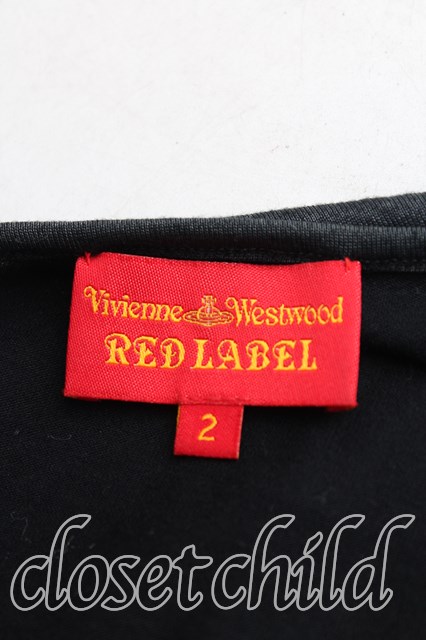 Vivienne Westwood
RED LABEL
2
closet child